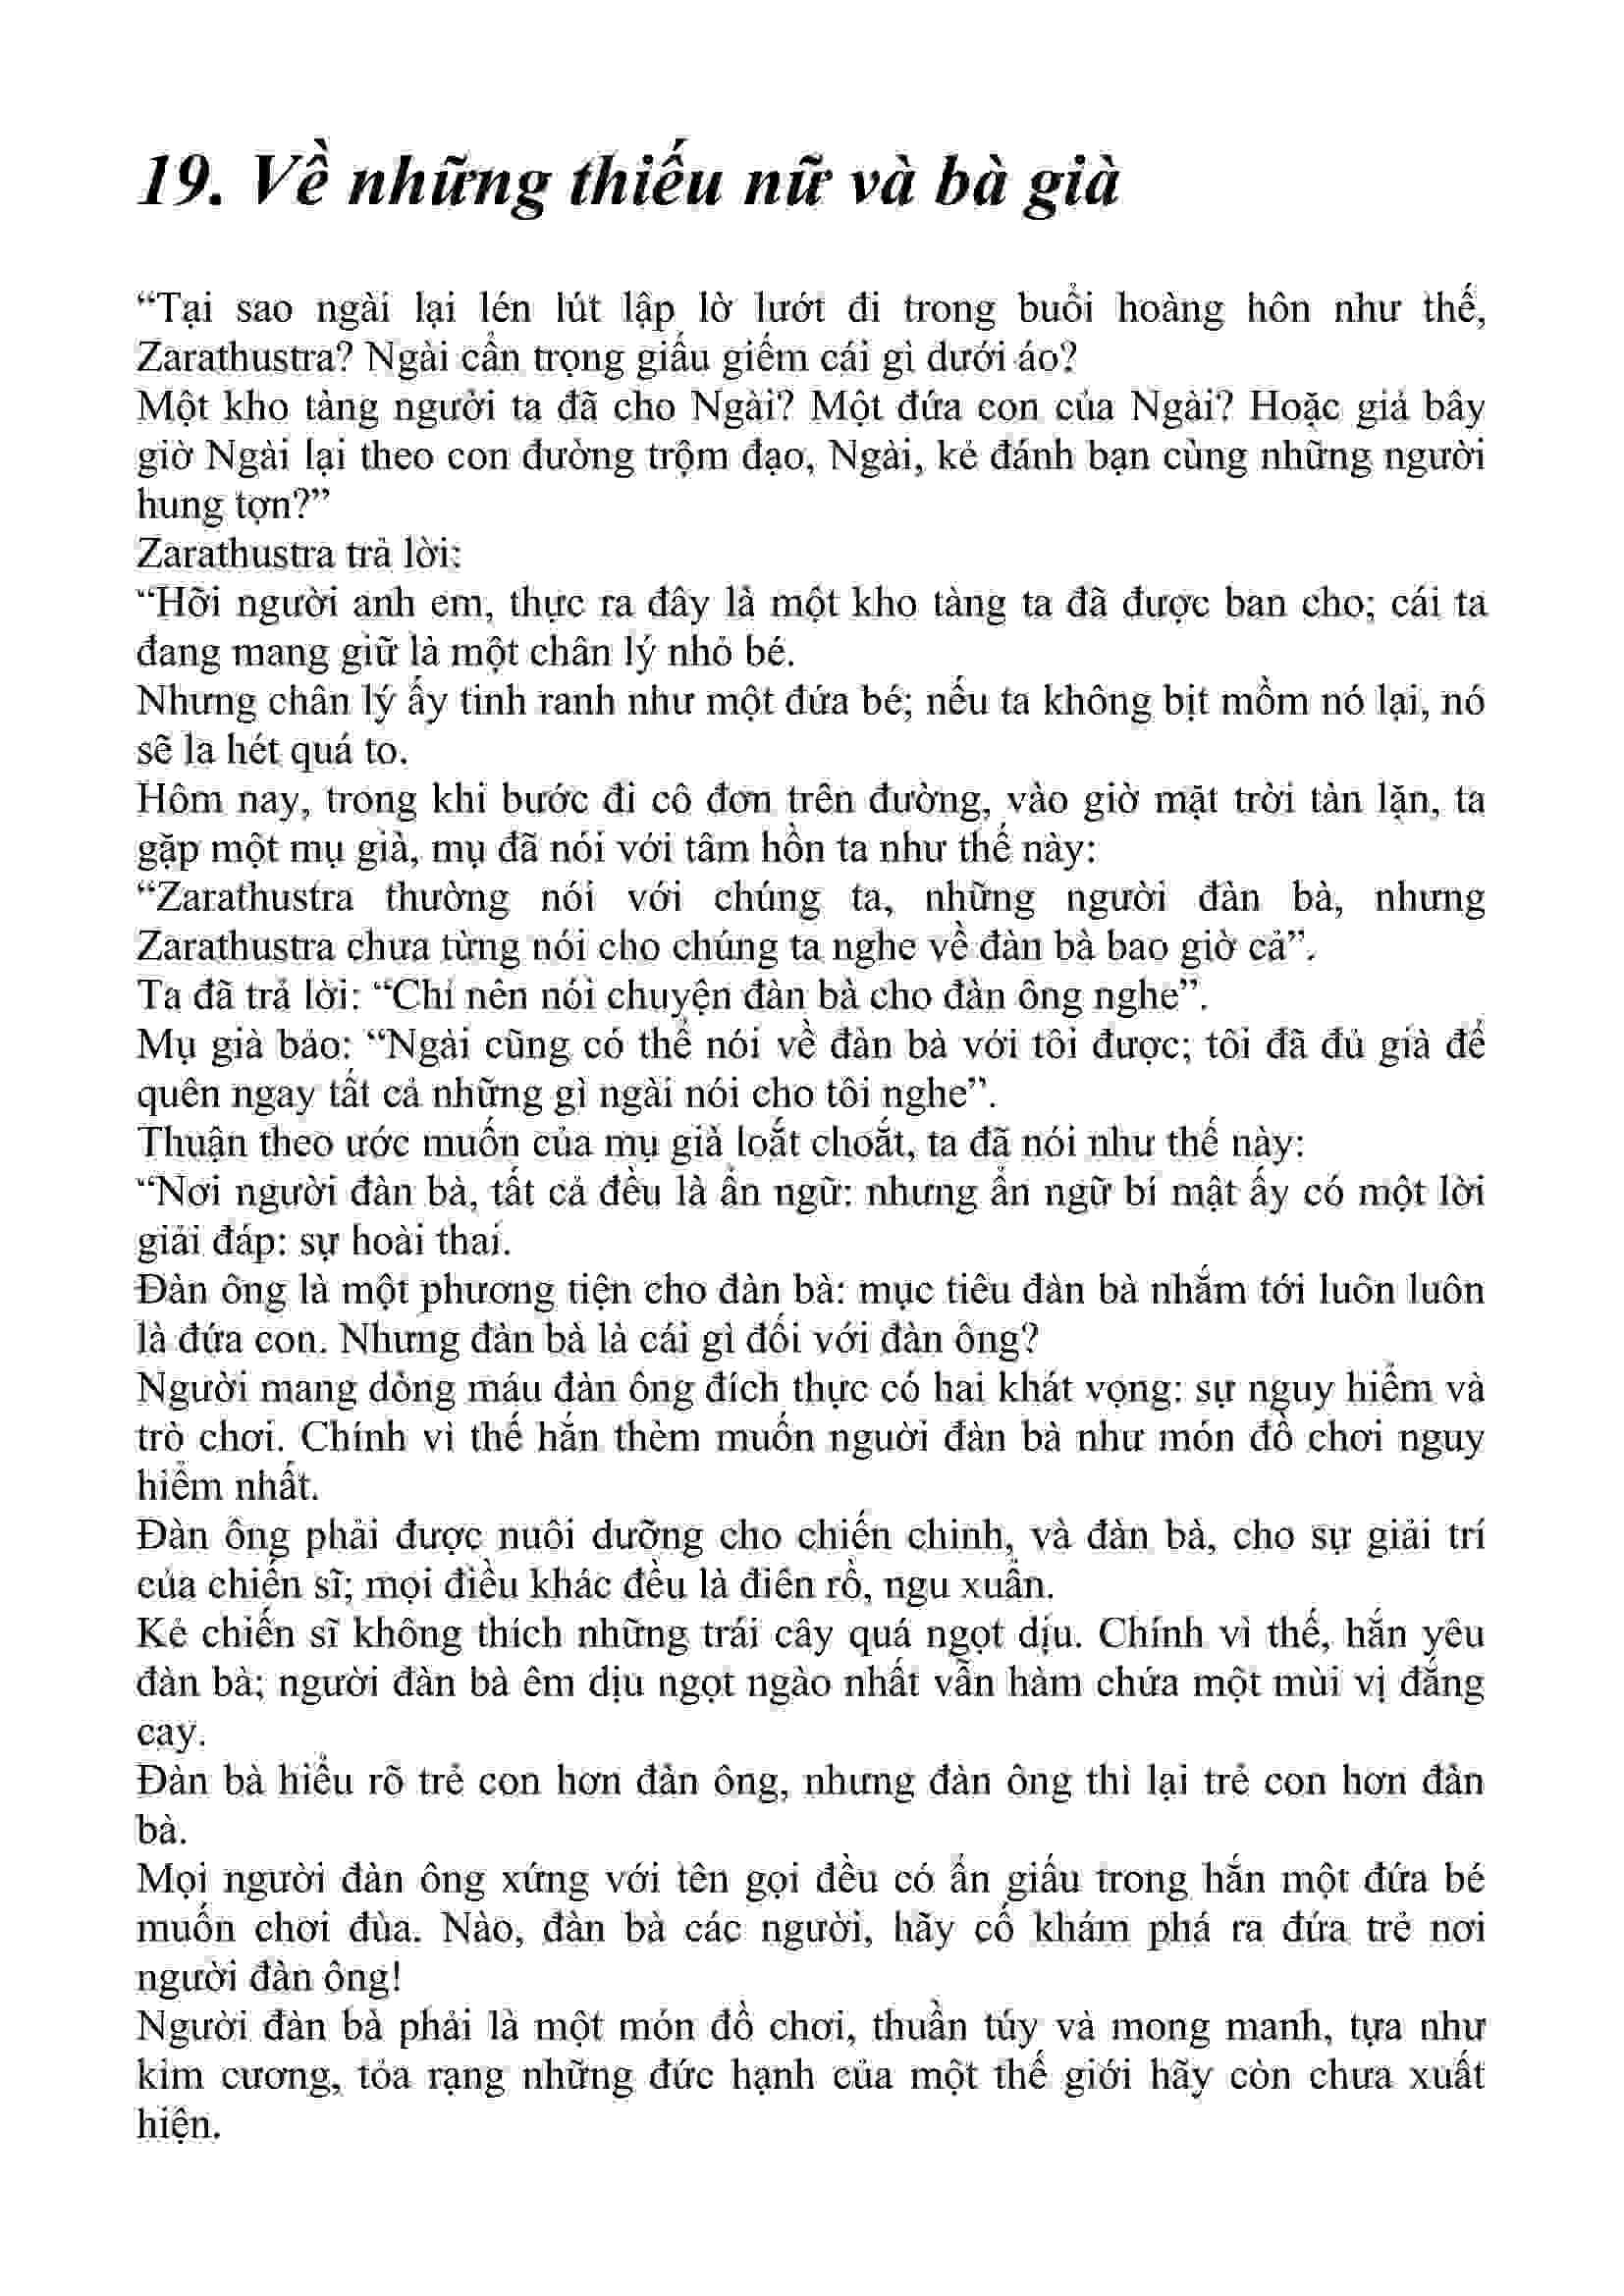 19. Về những thiếu nữ và bà già
“Tại sao ngài lại lén lút lập lờ lướt đi trong buổi hoàng hôn như thế,
Zarathustra? Ngài cẩn trọng giấu giếm cái gì dưới áo?
Một kho tàng người ta đã cho Ngài? Một đứa con của Ngài? Hoặc giả bây
giờ Ngài lại theo con đường trộm đạo, Ngài, kẻ đánh bạn cùng những người
hung tợn?”
Zarathustra trả lời:
“Hỡi người anh em, thực ra đây là một kho tàng ta đã được ban cho; cái ta
đang mang giữ là một chân lý nhỏ bé.
Nhưng chân lý ấy tinh ranh như một đứa bé; nếu ta không bịt mồm nó lại, nó
sẽ la hét quá to.
Hôm nay, trong khi bước đi cô đơn trên đường, vào giờ mặt trời tàn lặn, ta
gặp một mụ già, mụ đã nói với tâm hồn ta như thế này:
“Zarathustra thường nói với chúng ta, những người đàn bà, nhưng
Zarathustra chưa từng nói cho chúng ta nghe về đàn bà bao giờ cả”.
Ta đã trả lời: “Chỉ nên nói chuyện đàn bà cho đàn ông nghe”.
Mụ già bảo: “Ngài cũng có thể nói về đàn bà với tôi được; tôi đã đủ già để
quên ngay tất cả những gì ngài nói cho tôi nghe”.
Thuận theo ước muốn của mụ già loắt choắt, ta đã nói như thế này:
“Nơi người đàn bà, tất cả đều là ẩn ngữ: nhưng ẩn ngữ bí mật ấy có một lời
giải đáp: sự hoài thai.
Đàn ông là một phương tiện cho đàn bà: mục tiêu đàn bà nhắm tới luôn luôn
là đứa con. Nhưng đàn bà là cái gì đối với đàn ông?
Người mang dòng máu đàn ông đích thực có hai khát vọng: sự nguy hiểm và
trò chơi. Chính vì thế hắn thèm muốn nguời đàn bà như món đồ chơi nguy
hiểm nhất.
Đàn ông phải được nuôi dưỡng cho chiến chinh, và đàn bà, cho sự giải trí
của chiến sĩ; mọi điều khác đều là điên rồ, ngu xuẩn.
Kẻ chiến sĩ không thích những trái cây quá ngọt dịu. Chính vì thế, hắn yêu
đàn bà; người đàn bà êm dịu ngọt ngào nhất vẫn hàm chứa một mùi vị đắng
cay.
Đàn bà hiểu rõ trẻ con hơn đàn ông, nhưng đàn ông thì lại trẻ con hơn đàn
bà.
Mọi người đàn ông xứng với tên gọi đều có ẩn giấu trong hắn một đứa bé
muốn chơi đùa. Nào, đàn bà các người, hãy cố khám phá ra đứa trẻ nơi
người đàn ông!
Người đàn bà phải là một món đồ chơi, thuần túy và mong manh, tựa như
kim cương, tỏa rạng những đức hạnh của một thế giới hãy còn chưa xuất
hiện.